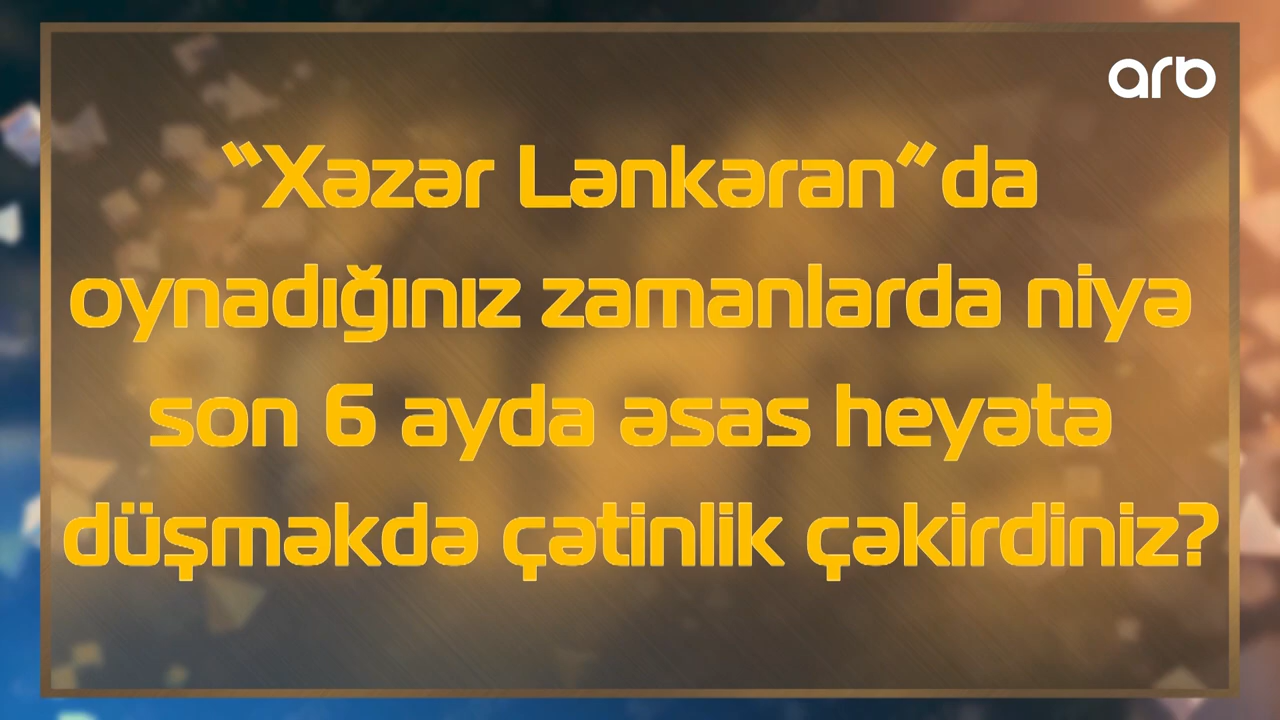 arb
“Xəzər Lənkəran”da
oynadığınız zamanlarda niyə
son 6 ayda əsas heyətə
düşməkdə çətinlik çəkirdiniz?